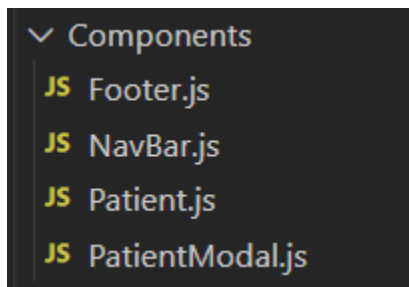 Components
JS Footer.js
JS NavBar.js
JS Patient.js
JS PatientModal.js